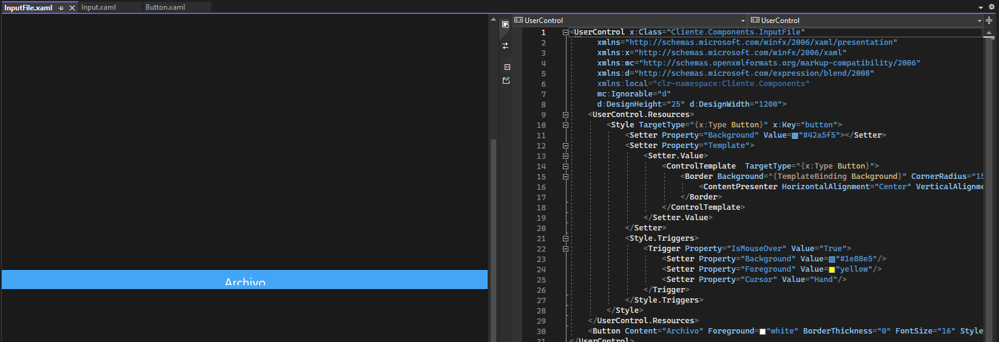 InputFile.xaml
Input.xaml
Button.xaml
UserControl
UserControl
Archivo
1 <UserControl x:Class="Cliente.Components.InputFile"
2 xmlns="http://schemas.microsoft.com/winfx/2006/xaml/presentation"
3 xmlns:x="http://schemas.microsoft.com/winfx/2006/xaml"
4 xmlns:mc="http://schemas.openxmlformats.org/markup-compatibility/2006"
5 xmlns:d="http://schemas.microsoft.com/expression/blend/2008"
6 xmlns:local="clr-namespace:Cliente.Components"
7 mc:Ignorable="d"
8 d:DesignHeight="25" d:DesignWidth="1200">
9 <UserControl.Resources>
10 <Style TargetType="{x:Type Button}" x:Key="button">
11 <Setter Property="Background" Value="#42a5f5"></Setter>
12 <Setter Property="Template">
13 <Setter.Value>
14 <ControlTemplate  TargetType="{x:Type Button}">
15 <Border Background="{TemplateBinding Background}" CornerRadius="15
16 <ContentPresenter HorizontalAlignment="Center" VerticalAlignme
17 </Border>
18 </ControlTemplate>
19 </Setter.Value>
20 </Setter>
21 <Style.Triggers>
22 <Trigger Property="IsMouseOver" Value="True">
23 <Setter Property="Background" Value="#1e88e5"/>
24 <Setter Property="Foreground" Value="yellow"/>
25 <Setter Property="Cursor" Value="Hand"/>
26 </Trigger>
27 </Style.Triggers>
28 </Style>
29 </UserControl.Resources>
30 <Button Content="Archivo" Foreground="white" BorderThickness="0" FontSize="16" Style
31 </UserControl>